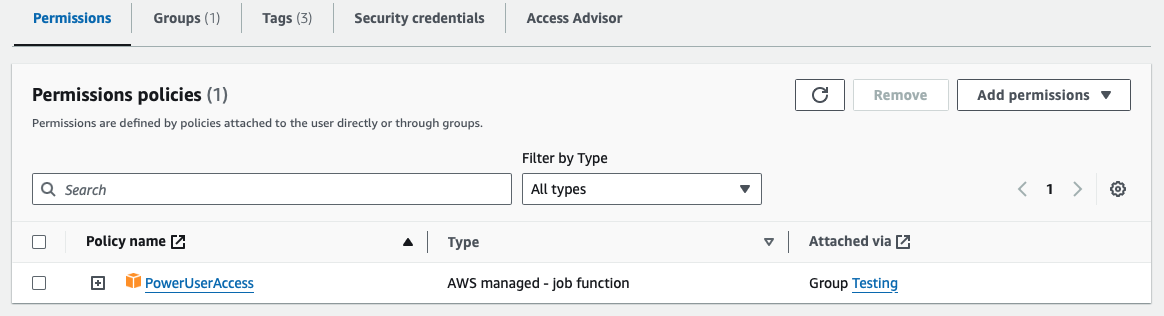 Permissions Groups (1) Tags (3) Security credentials Access Advisor
Permissions policies (1)
Remove Add permissions
Permissions are defined by policies attached to the user directly or through groups.
Filter by Type
Search All types 1
Policy name Type Attached via
PowerUserAccess AWS managed - job function Group Testing